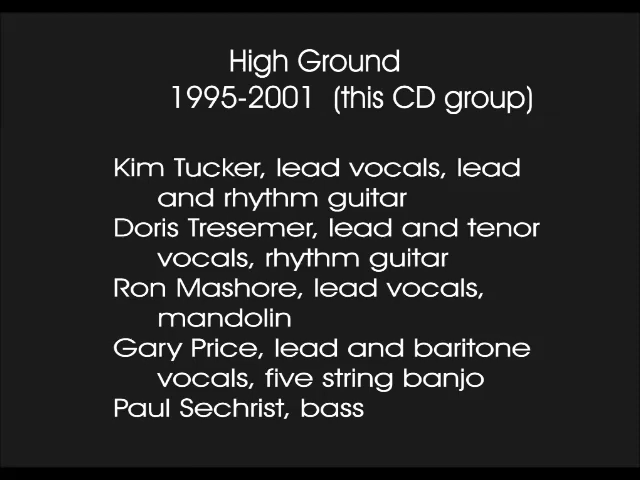 High Ground
1995-2001 (this CD group)
Kim Tucker, lead vocals, lead
and rhythm guitar
Doris Tresemer, lead and tenor
vocals, rhythm guitar
Ron Mashore, lead vocals,
mandolin
Gary Price, lead and baritone
vocals, five string banjo
Paul Sechrist, bass